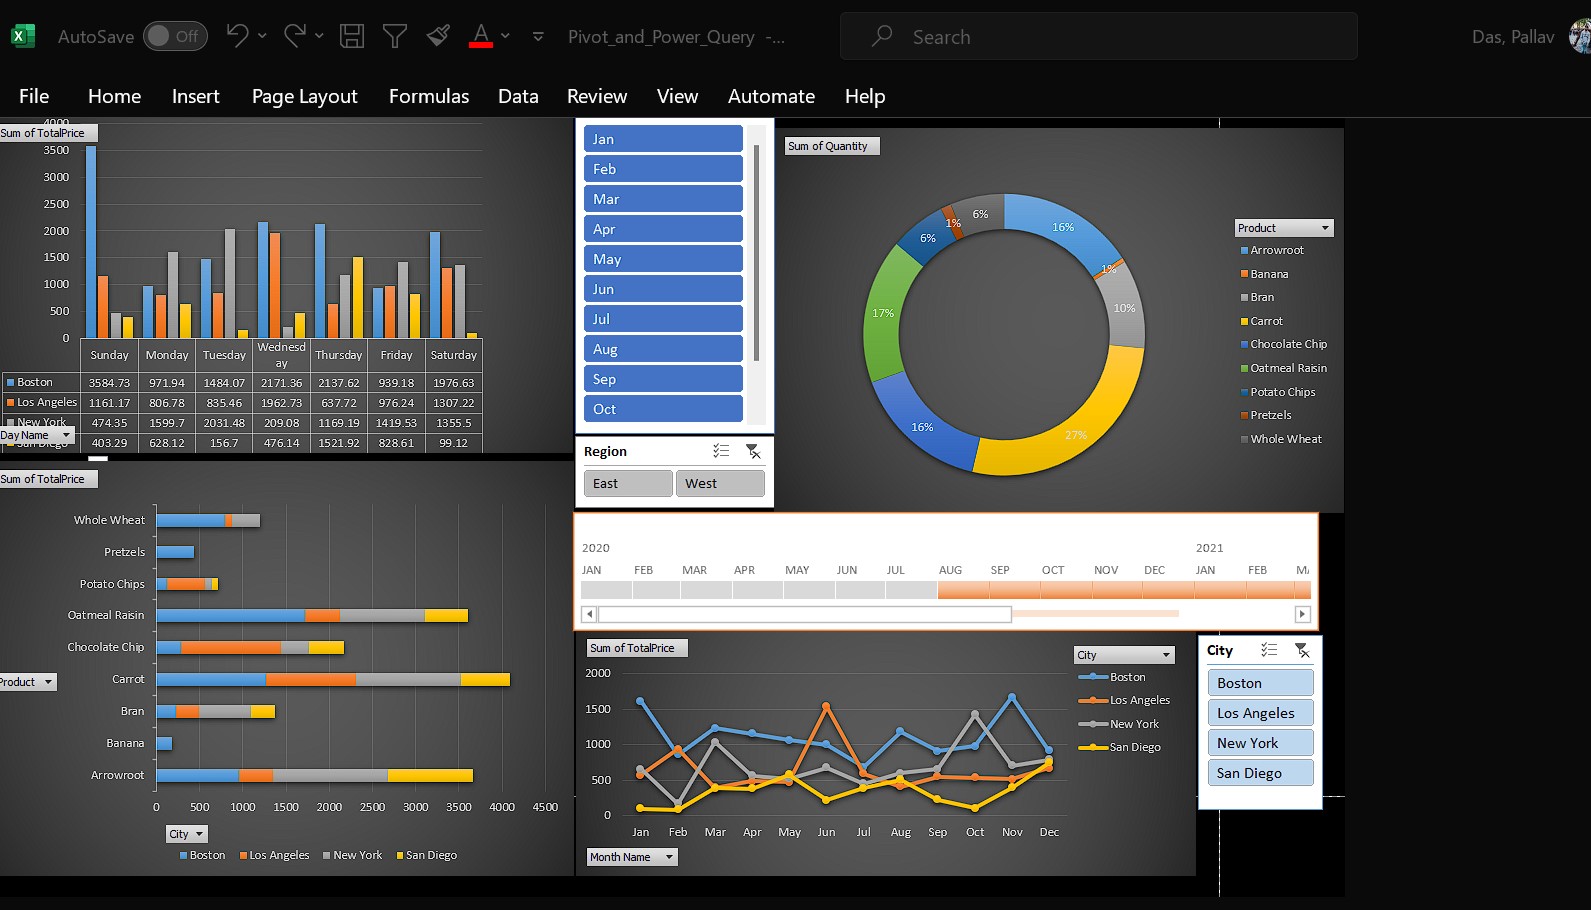 AutoSave Off A Pivot_and_Power_Query -... Search Das, Pallav
File Home Insert Page Layout Formulas Data Review View Automate Help
Sum of TotalPrice
4000
3500
3000
2500
2000
1500
1000
500
0
Sunday Monday Tuesday Wednesday Thursday Friday Saturday
Boston 3584.73 971.94 1484.07 2171.36 2137.62 939.18 1976.63
Los Angeles 1161.17 806.78 835.46 1962.73 637.72 976.24 1307.22
New York 474.35 1599.7 2031.48 209.08 1169.19 1419.53 1355.5
San Diego 403.29 628.12 156.7 476.14 1521.92 828.61 99.12
Day Name
Jan
Feb
Mar
Apr
May
Jun
Jul
Aug
Sep
Oct
Region
East West
Sum of Quantity
16%
1%
10%
27%
16%
17%
6%
1%
6%
Product
Arrowroot
Banana
Bran
Carrot
Chocolate Chip
Oatmeal Raisin
Potato Chips
Pretzels
Whole Wheat
Sum of TotalPrice
Whole Wheat
Pretzels
Potato Chips
Oatmeal Raisin
Chocolate Chip
Carrot
Bran
Banana
Arrowroot
Product
0 500 1000 1500 2000 2500 3000 3500 4000 4500
City
Boston Los Angeles New York San Diego
2020 2021
JAN FEB MAR APR MAY JUN JUL AUG SEP OCT NOV DEC JAN FEB
Sum of TotalPrice
2000
1500
1000
500
0
Jan Feb Mar Apr May Jun Jul Aug Sep Oct Nov Dec
Month Name
City
Boston
Los Angeles
New York
San Diego
City
Boston
Los Angeles
New York
San Diego